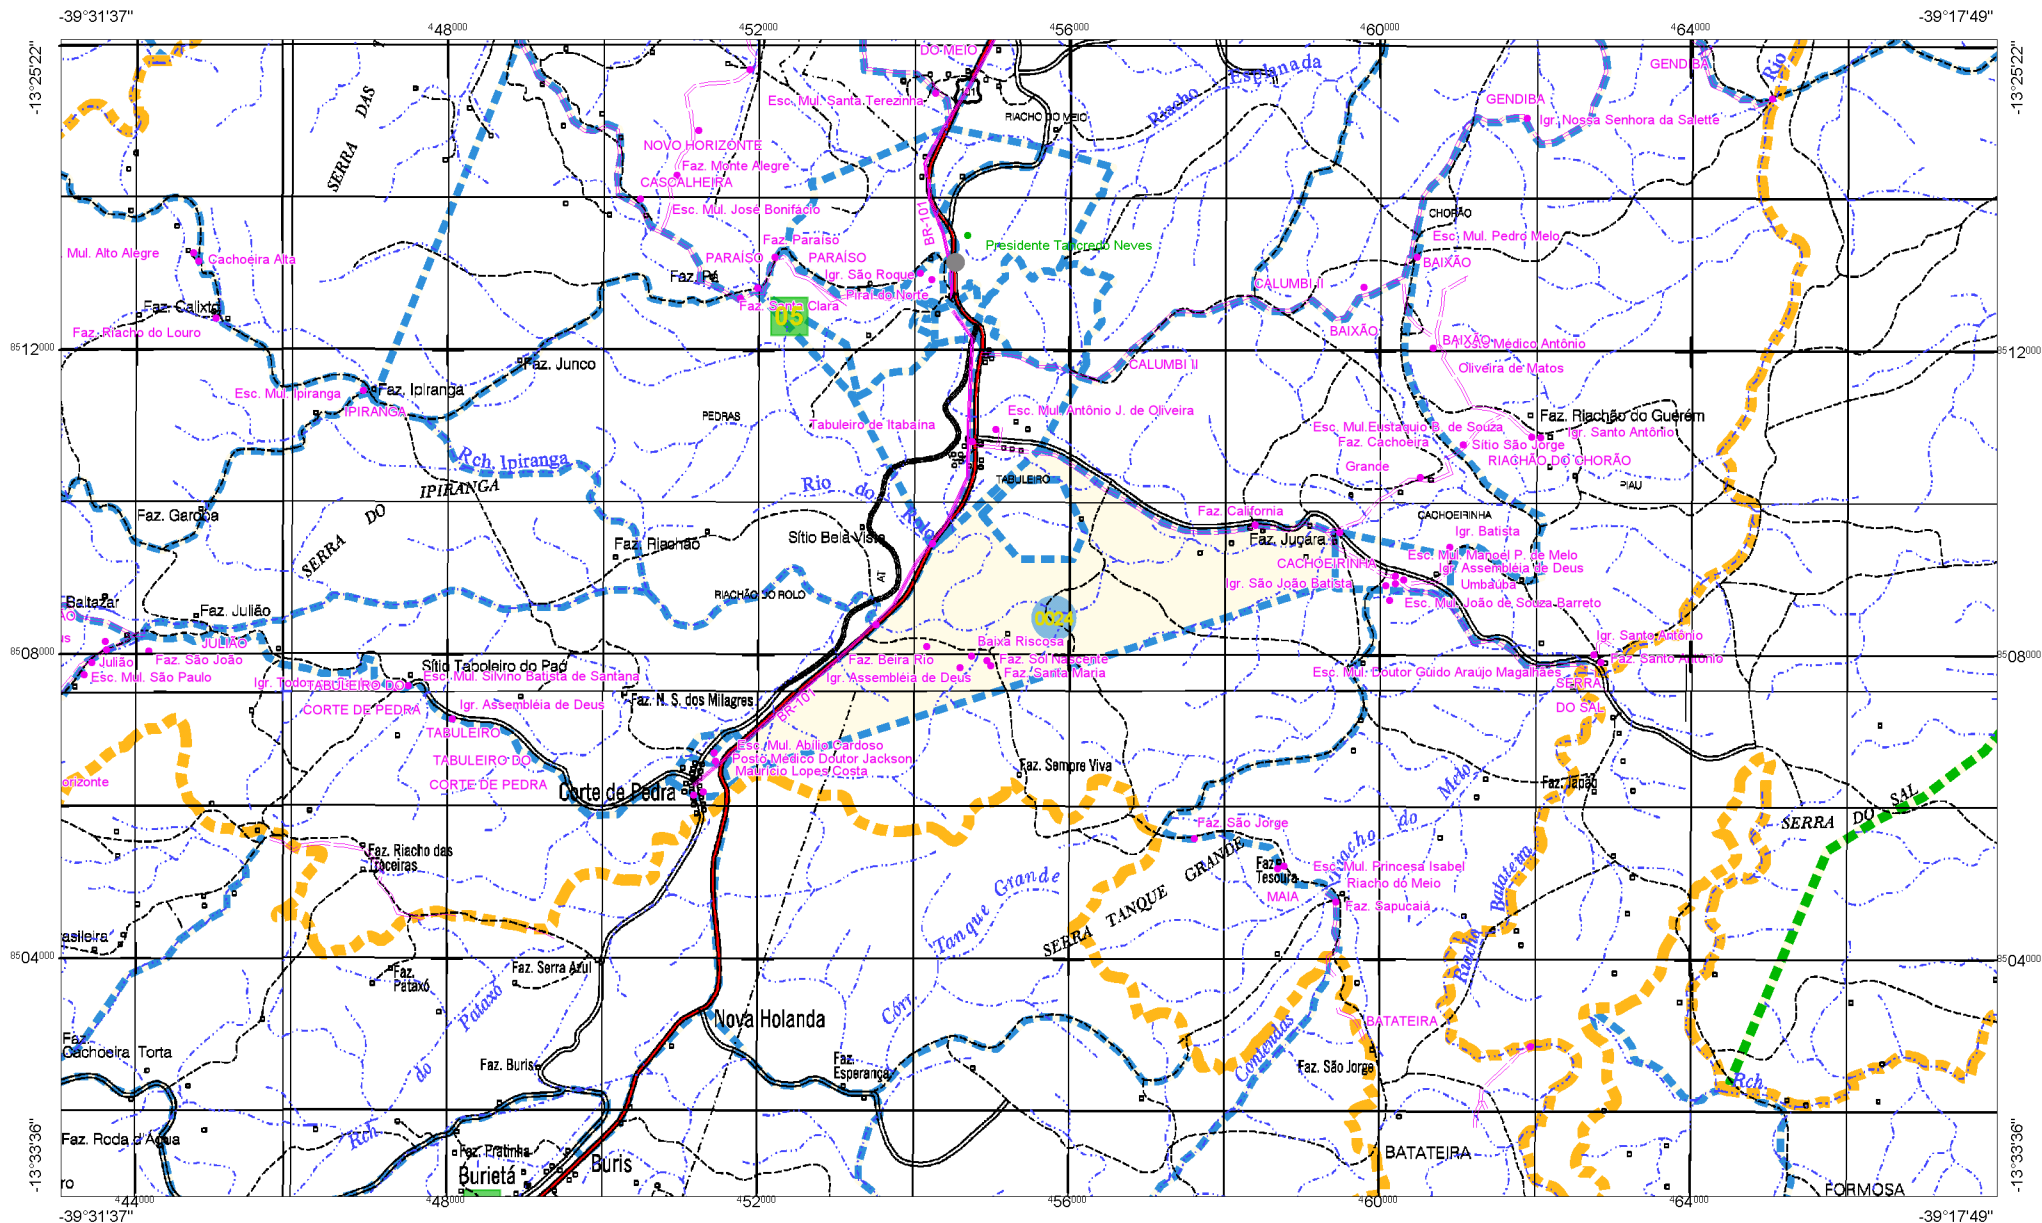 -39°31'37"
-39°17'49"
448000
452000
456000
460000
464000
-13°25'22"
-13°25'22"
DO MEIO
GENDIBA
Rio
Esplanada
Riacho
Esc. Mul. Santa Terezinha
101
GENDIBA
Igr. Nossa Senhora da Salette
RIACHO DO MEIO
SERRA DAS
NOVO HORIZONTE
Faz. Monte Alegre
CASCALHEIRA
Esc. Mul. José Bonifácio
BR-101
CHORÃO
Esc. Mul. Pedro Melo
Faz. Paraíso
Presidente Tancredo Neves
PARAÍSO
PARAÍSO
Mul. Alto Alegre
Cachoeira Alta
BAIXÃO
Igr. São Roque
Faz. Pé
CALUMBI II
Piraí do Norte
Faz. Santa Clara
Faz. Calixto
05
Faz. Riacho do Louro
BAIXÃO
BAIXÃO
Posto Médico Antônio
8512000
8512000
Faz. Junco
CALUMBI II
Oliveira de Matos
Esc. Mul. Ipiranga
Faz. Ipiranga
IPIRANGA
PEDRAS
Esc. Mul. Antônio J. de Oliveira
Faz. Riachão do Guerém
Tabuleiro de Itabaína
Esc. Mul.Eustaquio B. de Souza
Igr. Santo Antônio
Faz. Cachoeira
Sítio São Jorge
Rch. Ipiranga
RIACHÃO DO CHORÃO
Grande
IPIRANGA
Rio do Rolo
TABULEIRO
PIAU
Faz. Garoba
DO
Faz. California
CACHOEIRINHA
Sítio Bela Vista
Igr. Batista
Faz. Riachão
Faz. Juçara
SERRA
Esc. Mul. Manoel P. de Melo
CACHOEIRINHA
Igr. Assembléia de Deus
AT
Igr. São João Batista
Umbaúba
RIACHÃO DO ROLO
Baltazar
Faz. Julião
Esc. Mul. João de Souza Barreto
0024
JULIÃO
Baixa Riscosa
Igr. Santo Antônio
8508000
8508000
Julião
Faz. São João
Sítio Taboleiro do Pau
Faz. Beira Rio
Faz. Sol Nascente
Faz. Santo Antônio
Esc. Mul. São Paulo
Esc. Mul. Silvino Batista de Santana
Igr. Assembléia de Deus
Faz. Santa Maria
Esc. Mul. Doutor Güido Araújo Magalhães
Igr. Todo
TABULEIRO DO
SERRA
DO SAL
Faz. N. S. dos Milagres
CORTE DE PEDRA
Igr. Assembléia de Deus
BR-101
TABULEIRO
Esc. Mul. Abílio Cardoso
TABULEIRO DO
Posto Médico Doutor Jackson
Maurício Lopes Costa
Faz. Sempre Viva
orizonte
CORTE DE PEDRA
Corte de Pedra
Faz. Japão
Riacho do Meio
SERRA DO SAL
Faz. São Jorge
Faz. Riacho das
Troceiras
SERRA TANQUE GRANDE
Faz.
Tesoura
Esc. Mul. Princesa Isabel
Riacho do Meio
MAIA
Faz. Sapucaiá
Riacho Batatem
Tanque Grande
Córr.
asileira
8504000
8504000
Faz.
Pataxó
Faz. Serra Azul
Rch. do Pataxó
Nova Holanda
BATATEIRA
Faz.
Cachoeira Torta
Contendas
Faz. Buris
Faz.
Esperança
Faz. São Jorge
Rch.
Faz. Roda d'Água
Faz. Pratinha
Burietá
Buris
BATATEIRA
ro
FORMOSA
-13°33'36"
-13°33'36"
444000
448000
452000
456000
460000
464000
-39°31'37"
-39°17'49"